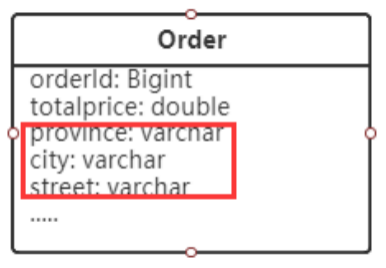 Order
orderId: Bigint
totalprice: double
province: varchar
city: varchar
street: varchar
.....